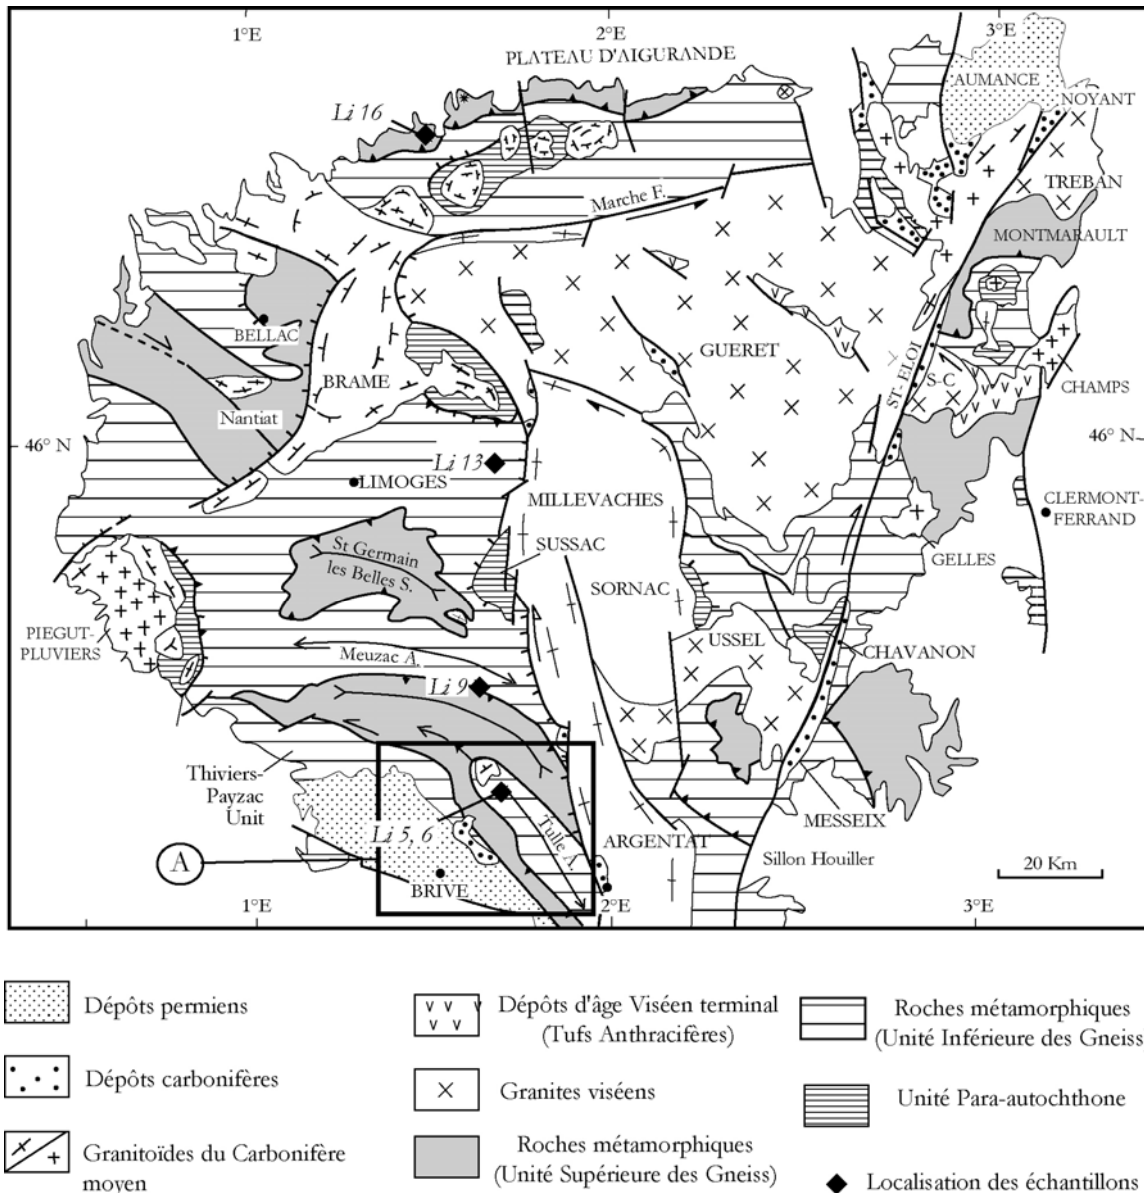 1°E
2°E
3°E
PLATEAU D'AIGURANDE
AUMANCE
Li 16
NOYANT
TREBAN
Marche F.
MONTMARAULT
BELLAC
GUERET
ST- ELOI
BRAME
S-C
CHAMPS
Nantiat
46° N
46° N
Li 13
LIMOGES
MILLEVACHES
CLERMONT-
FERRAND
St Germain
les Belles S.
SUSSAC
GELLES
SORNAC
PIEGUT-
PLUVIERS
USSEL
Meuzac A.
CHAVANON
Li 9
Thiviers-
Payzac
Unit
MESSEIX
Li 5, 6
Tulle A.
ARGENTAT
Sillon Houiller
A
20 Km
BRIVE
1°E
2°E
3°E
Dépôts permiens
Dépôts carbonifères
Granitoïdes du Carbonifère
moyen
Dépôts d'âge Viséen terminal
(Tufs Anthracifères)
Granites viséens
Roches métamorphiques
(Unité Supérieure des Gneiss)
Roches métamorphiques
(Unité Inférieure des Gneiss
Unité Para-autochthone
Localisation des échantillons